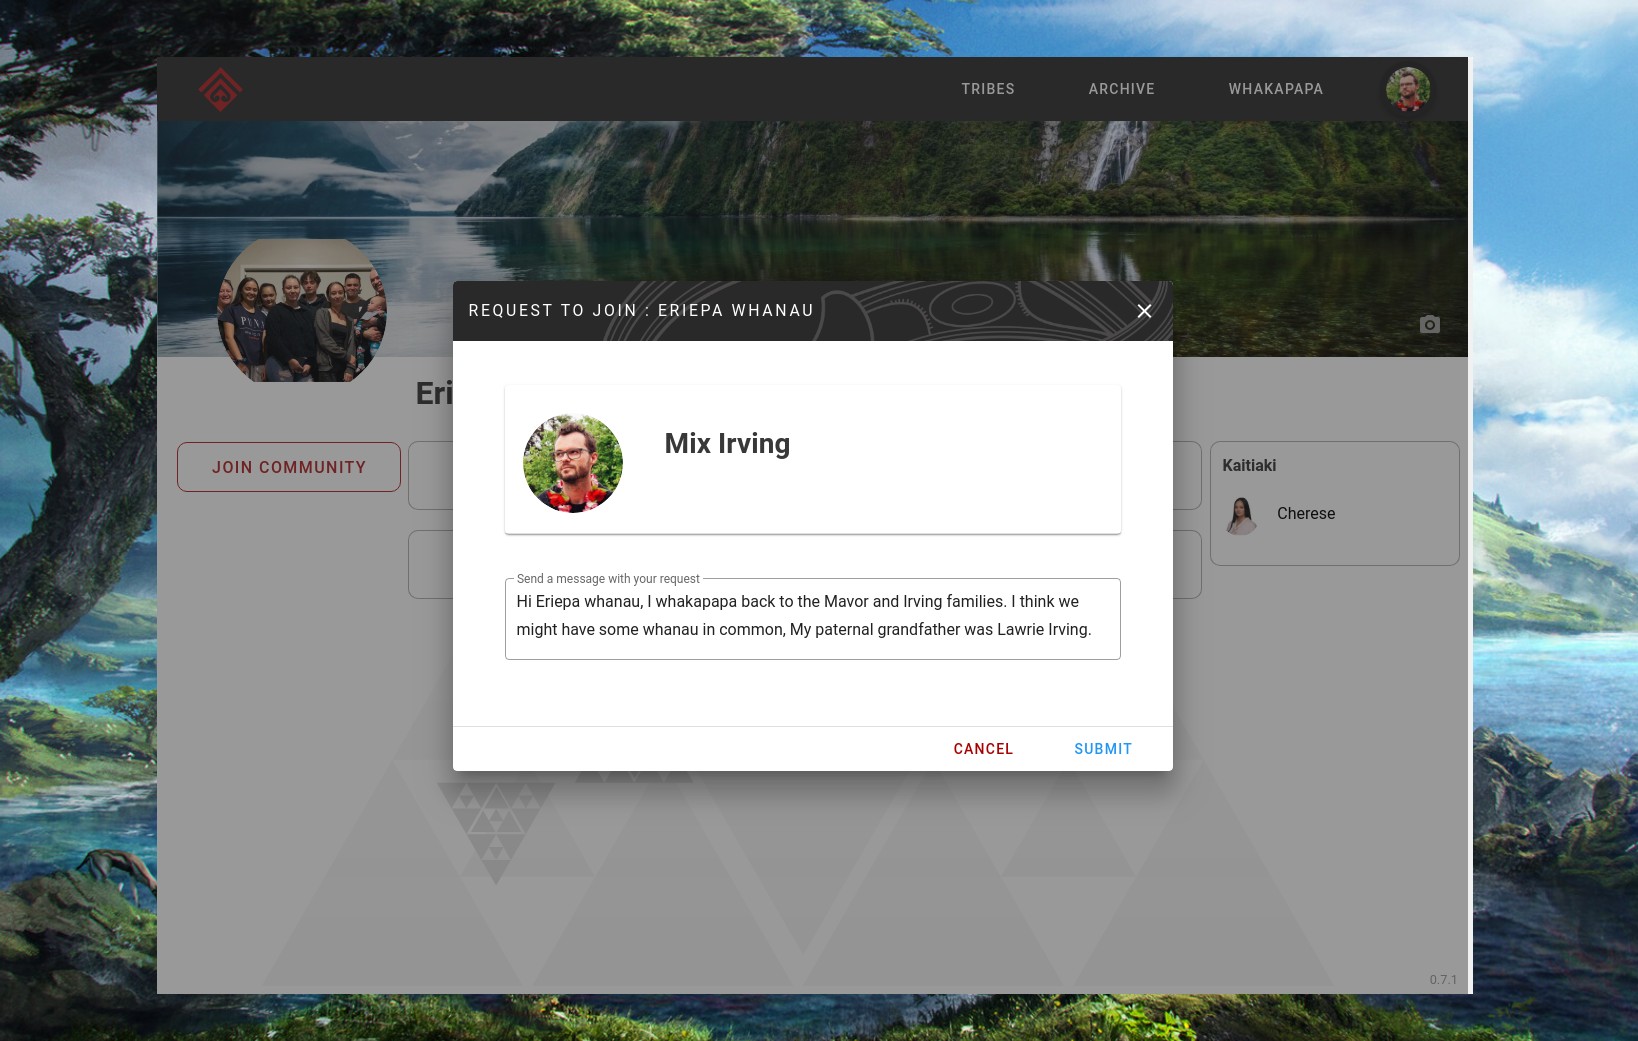 TRIBES ARCHIVE WHAKAPAPA
REQUEST TO JOIN : ERIEPA WHANAU
Eri
JOIN COMMUNITY
Mix Irving
Kaitiaki
Cherese
Send a message with your request
Hi Eriepa whanau, I whakapapa back to the Mavor and Irving families. I think we
might have some whanau in common, My paternal grandfather was Lawrie Irving.
CANCEL SUBMIT
0.7.1